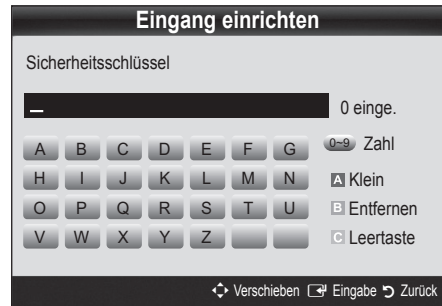 Eingang einrichten
Sicherheitsschlüssel
_ 0 einge.
A B C D E F G 0~9 Zahl
H I J K L M N A Klein
O P Q R S T U B Entfernen
V W X Y Z C Leertaste
Verschieben Eingabe Zurück